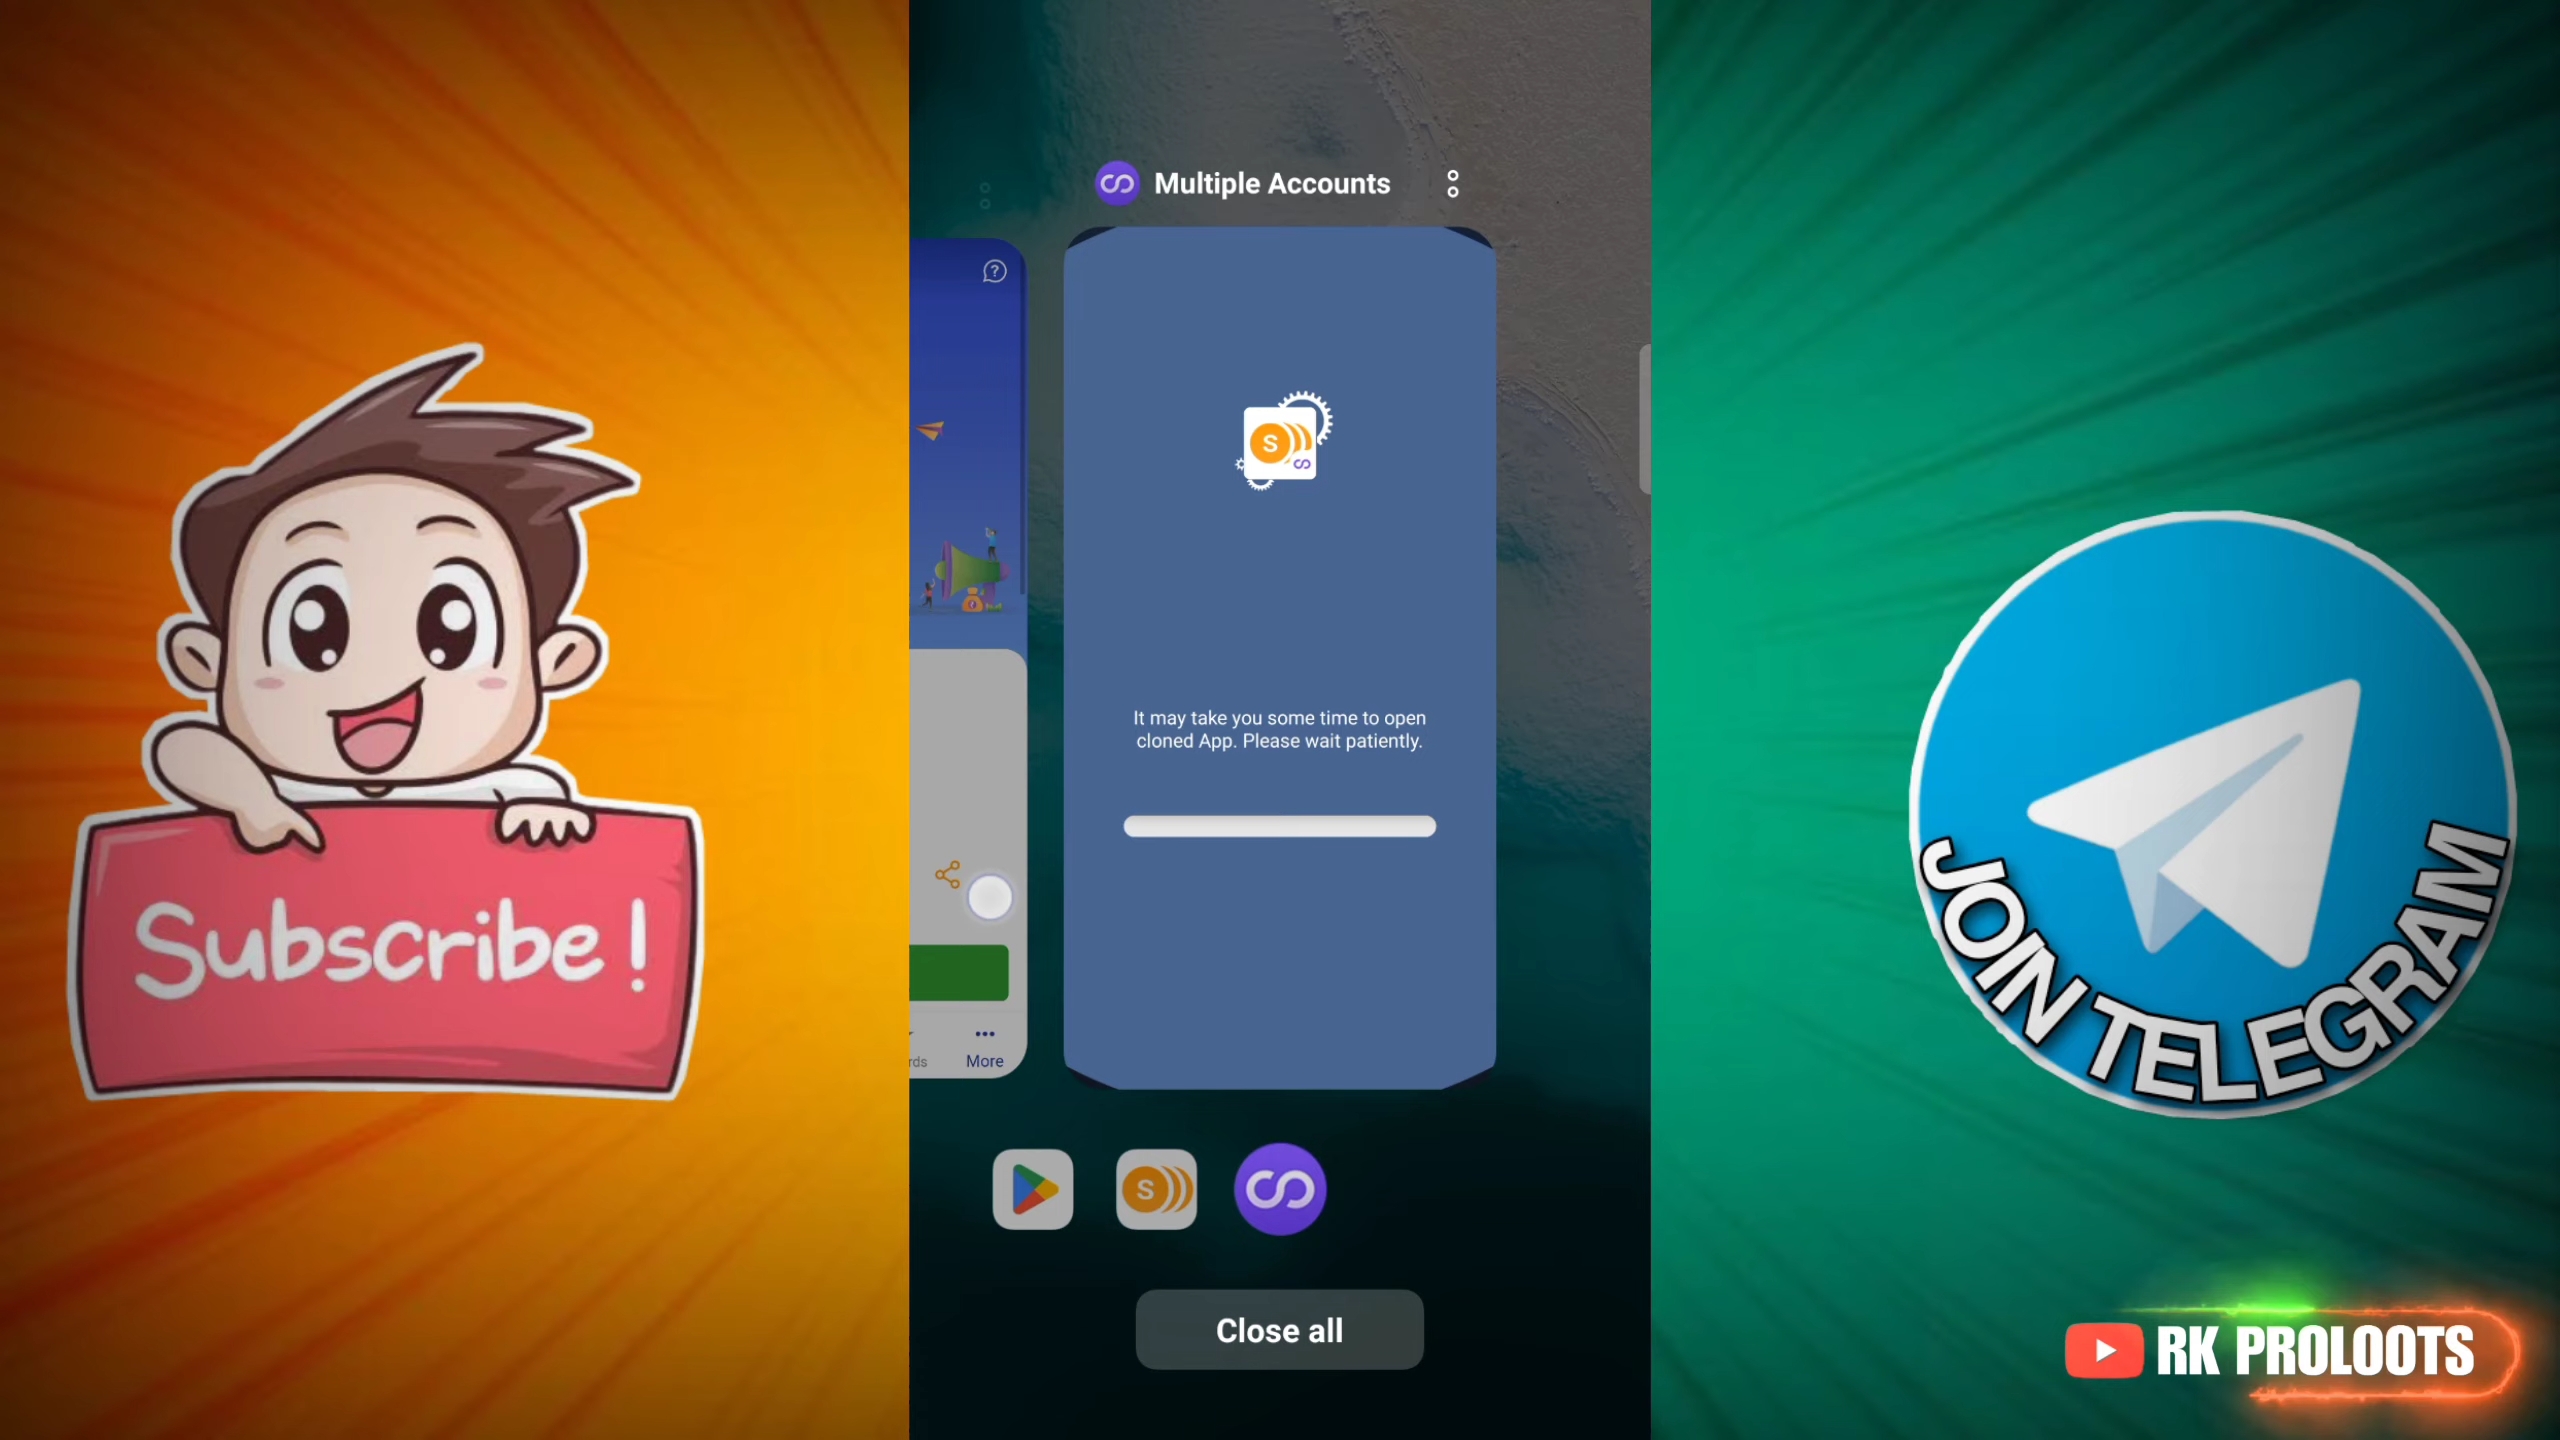 Multiple Accounts
S
It may take you some time to open
cloned App. Please wait patiently.
rds
More
S
Close all
Subscribe!
JOIN TELEGRAM
RK PROLOOTS